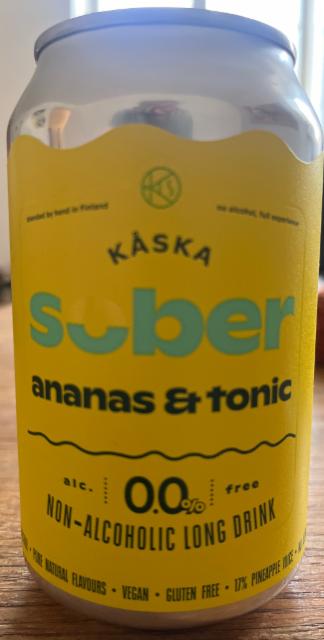 KS
blended by hand in Finland
no alcohol, full experience
KÅSKA
sober
ananas & tonic
alc. 0.0% free
NON-ALCOHOLIC LONG DRINK
• PURE NATURAL FLAVOURS • VEGAN • GLUTEN FREE • 17% PINEAPPLE JUICE •